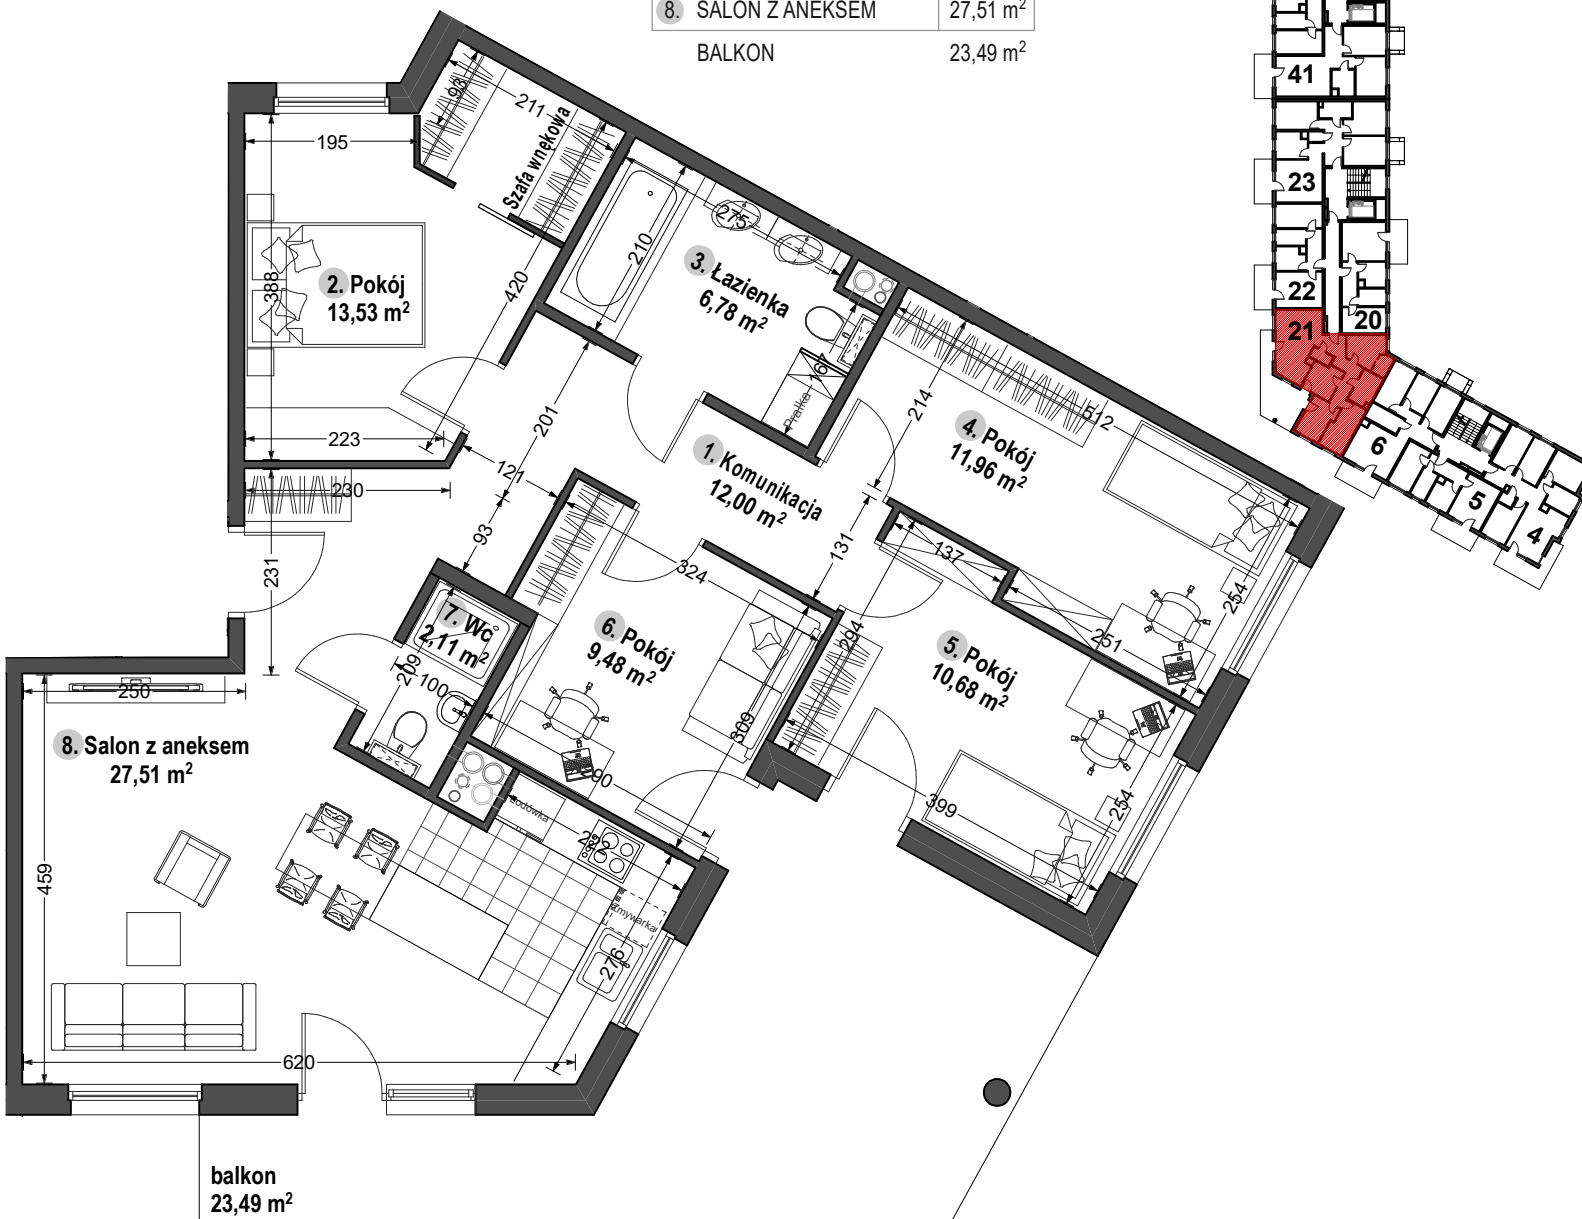 8. SALON Z ANEKSEM 27,51 m²
BALKON 23,49 m²
41
23
22
20
21
6
5
4
93
211
Szafa wnękowa
195
388
2. Pokój
13,53 m²
420
223
230
275
210
3. Łazienka
6,78 m²
167
Pralka
201
121
93
1. Komunikacja
12,00 m²
214
512
4. Pokój
11,96 m²
131
137
254
251
294
5. Pokój
10,68 m²
399
254
324
6. Pokój
9,48 m²
309
231
7. Wc
2,11 m²
209
100
250
8. Salon z aneksem
27,51 m²
459
Zmywarka
276
620
balkon
23,49 m²